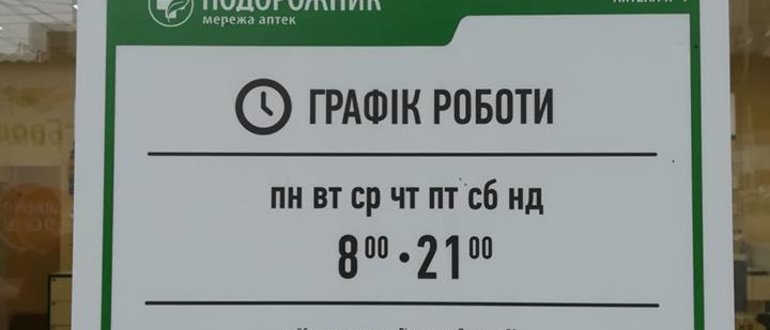 ПОДОРОЖНИК
мережа аптек
ГРАФІК РОБОТИ
пн вт ср чт пт сб нд
8⁰⁰ • 21⁰⁰